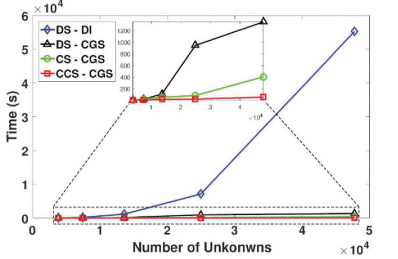 6 ×10⁴
DS - DI
DS - CGS
CS - CGS
CCS - CGS
1200
1000
800
600
400
200
1 2 3 4
×10⁴
5
4
3
2
1
0
Time (s)
0 1 2 3 4 5
Number of Unkonwns
×10⁴